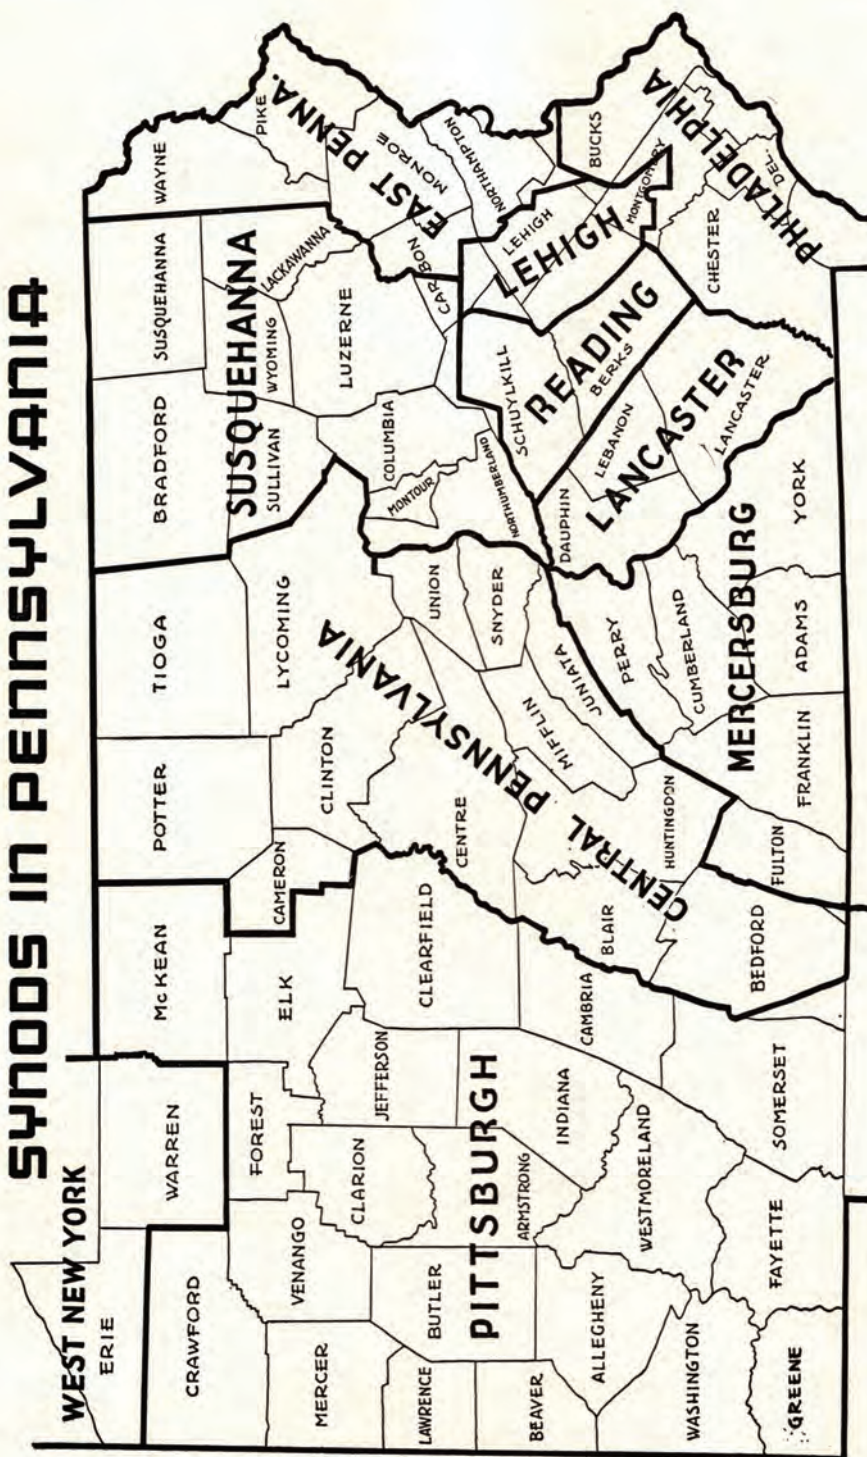 SYNODS IN PENNSYLVANIA
WEST NEW YORK
ERIE
WARREN
McKEAN
POTTER
TIOGA
BRADFORD
SUSQUEHANNA
WAYNE
CRAWFORD
FOREST
ELK
CAMERON
CLINTON
LYCOMING
SUSQUEHANNA
SULLIVAN
WYOMING
LACKAWANNA
PIKE
EAST PENNA.
MONROE
MERCER
VENANGO
CLARION
JEFFERSON
CLEARFIELD
CENTRE
CENTRAL PENNSYLVANIA
UNION
SNYDER
MONTOUR
COLUMBIA
NORTHUMBERLAND
LUZERNE
CARBON
NORTHAMPTON
LAWRENCE
BUTLER
ARMSTRONG
PITTSBURGH
INDIANA
CAMBRIA
BLAIR
HUNTINGDON
MIFFLIN
JUNIATA
PERRY
DAUPHIN
SCHUYLKILL
READING
BERKS
LEHIGH
LEHIGH
BUCKS
MONTGOMERY
PHILADELPHIA
DEL.
CHESTER
LEBANON
LANCASTER
LANCASTER
BEAVER
ALLEGHENY
WESTMORELAND
CUMBERLAND
MERCERSBURG
WASHINGTON
GREENE
FAYETTE
SOMERSET
BEDFORD
FULTON
FRANKLIN
ADAMS
YORK